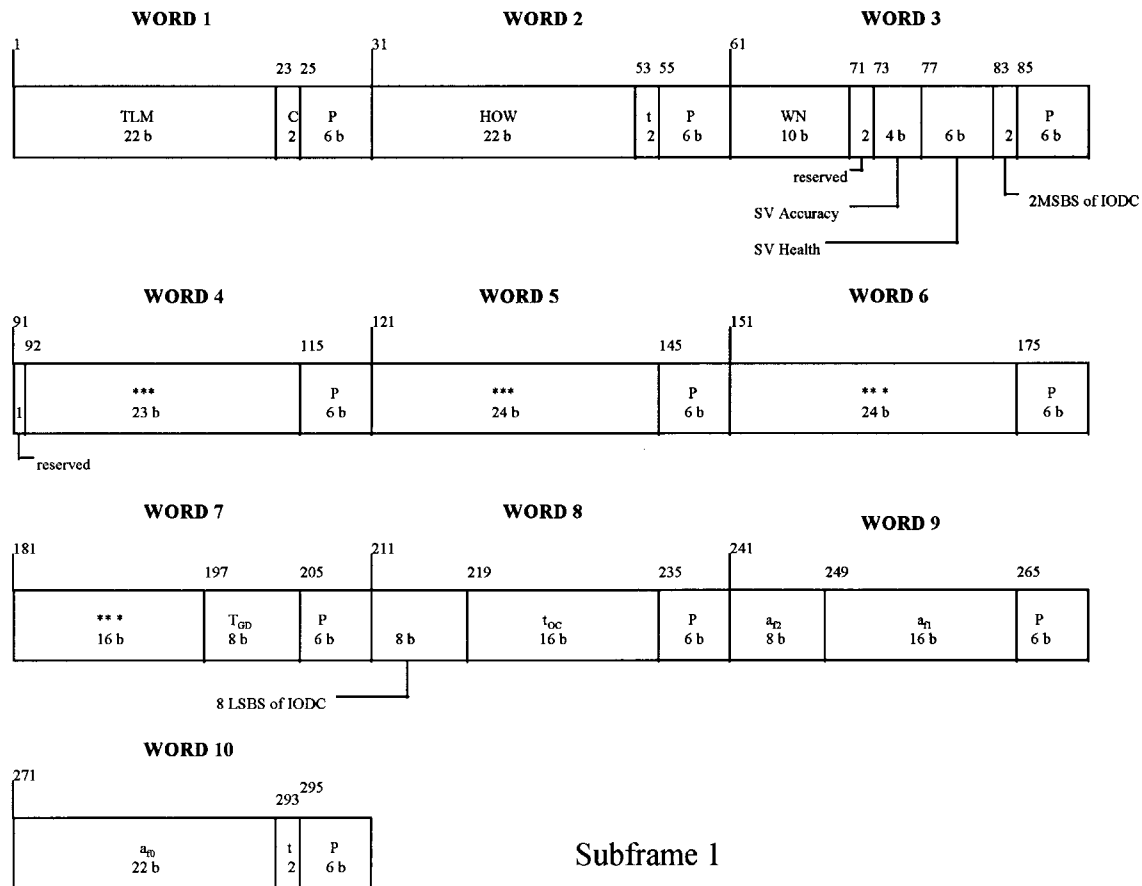 WORD 1 WORD 2 WORD 3
1 31 61
23 25 53 55 71 73 77 83 85
TLM C P HOW t P WN P
22 b 2 6 b 22 b 2 6 b 10 b 2 4 b 6 b 2 6 b
reserved
SV Accuracy 2MSBS of IODC
SV Health
WORD 4 WORD 5 WORD 6
91 121 151
92 115 145 175
*** P *** P *** P
1 23 b 6 b 24 b 6 b 24 b 6 b
reserved
WORD 7 WORD 8 WORD 9
181 211 241
197 205 219 235 249 265
*** T_GD P t_OC P a_f2 a_f1 P
16 b 8 b 6 b 8 b 16 b 6 b 8 b 16 b 6 b
8 LSBS of IODC
WORD 10
271 295
293
a_f0 t P
22 b 2 6 b
Subframe 1